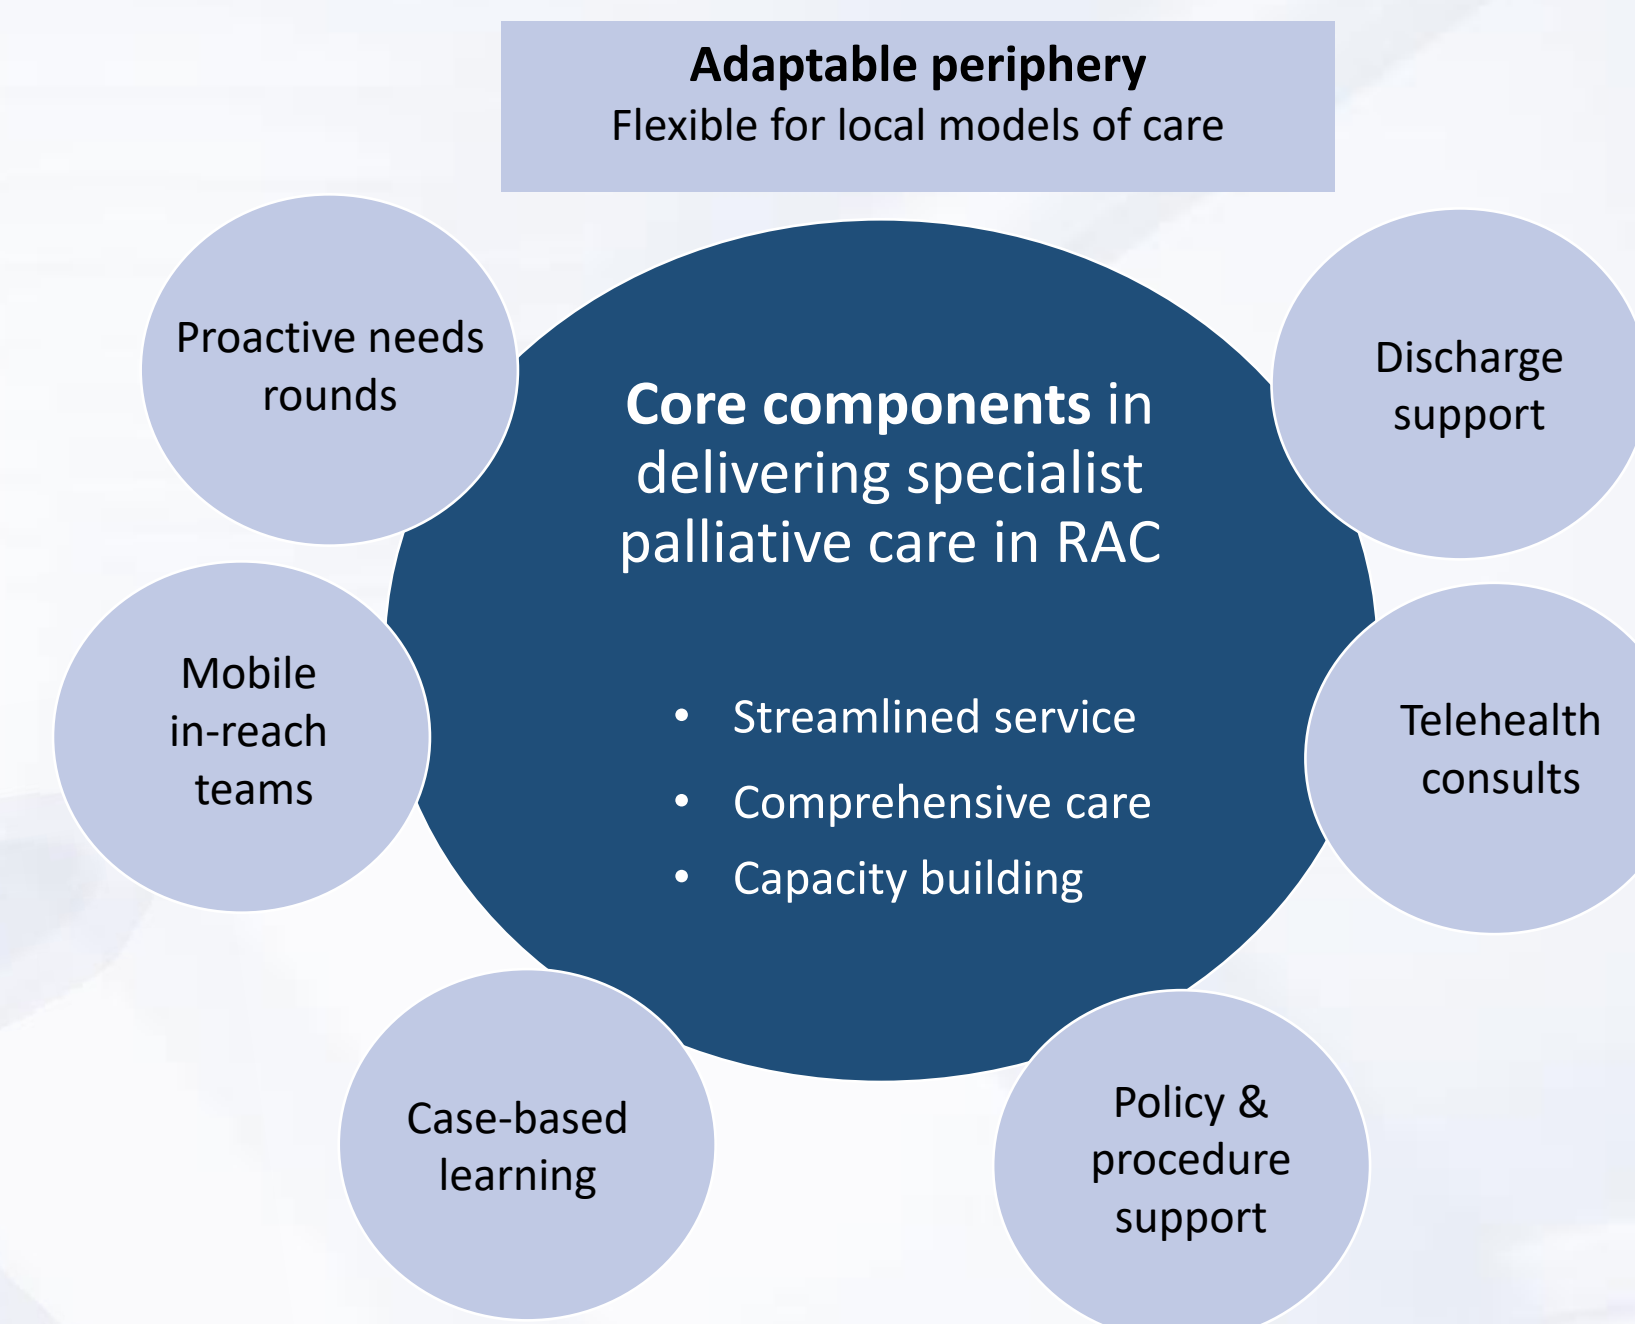 Adaptable periphery
Flexible for local models of care
Proactive needs
rounds
Discharge
support
Core components in
delivering specialist
palliative care in RAC
Mobile
in-reach
teams
• Streamlined service
• Comprehensive care
• Capacity building
Telehealth
consults
Case-based
learning
Policy &
procedure
support